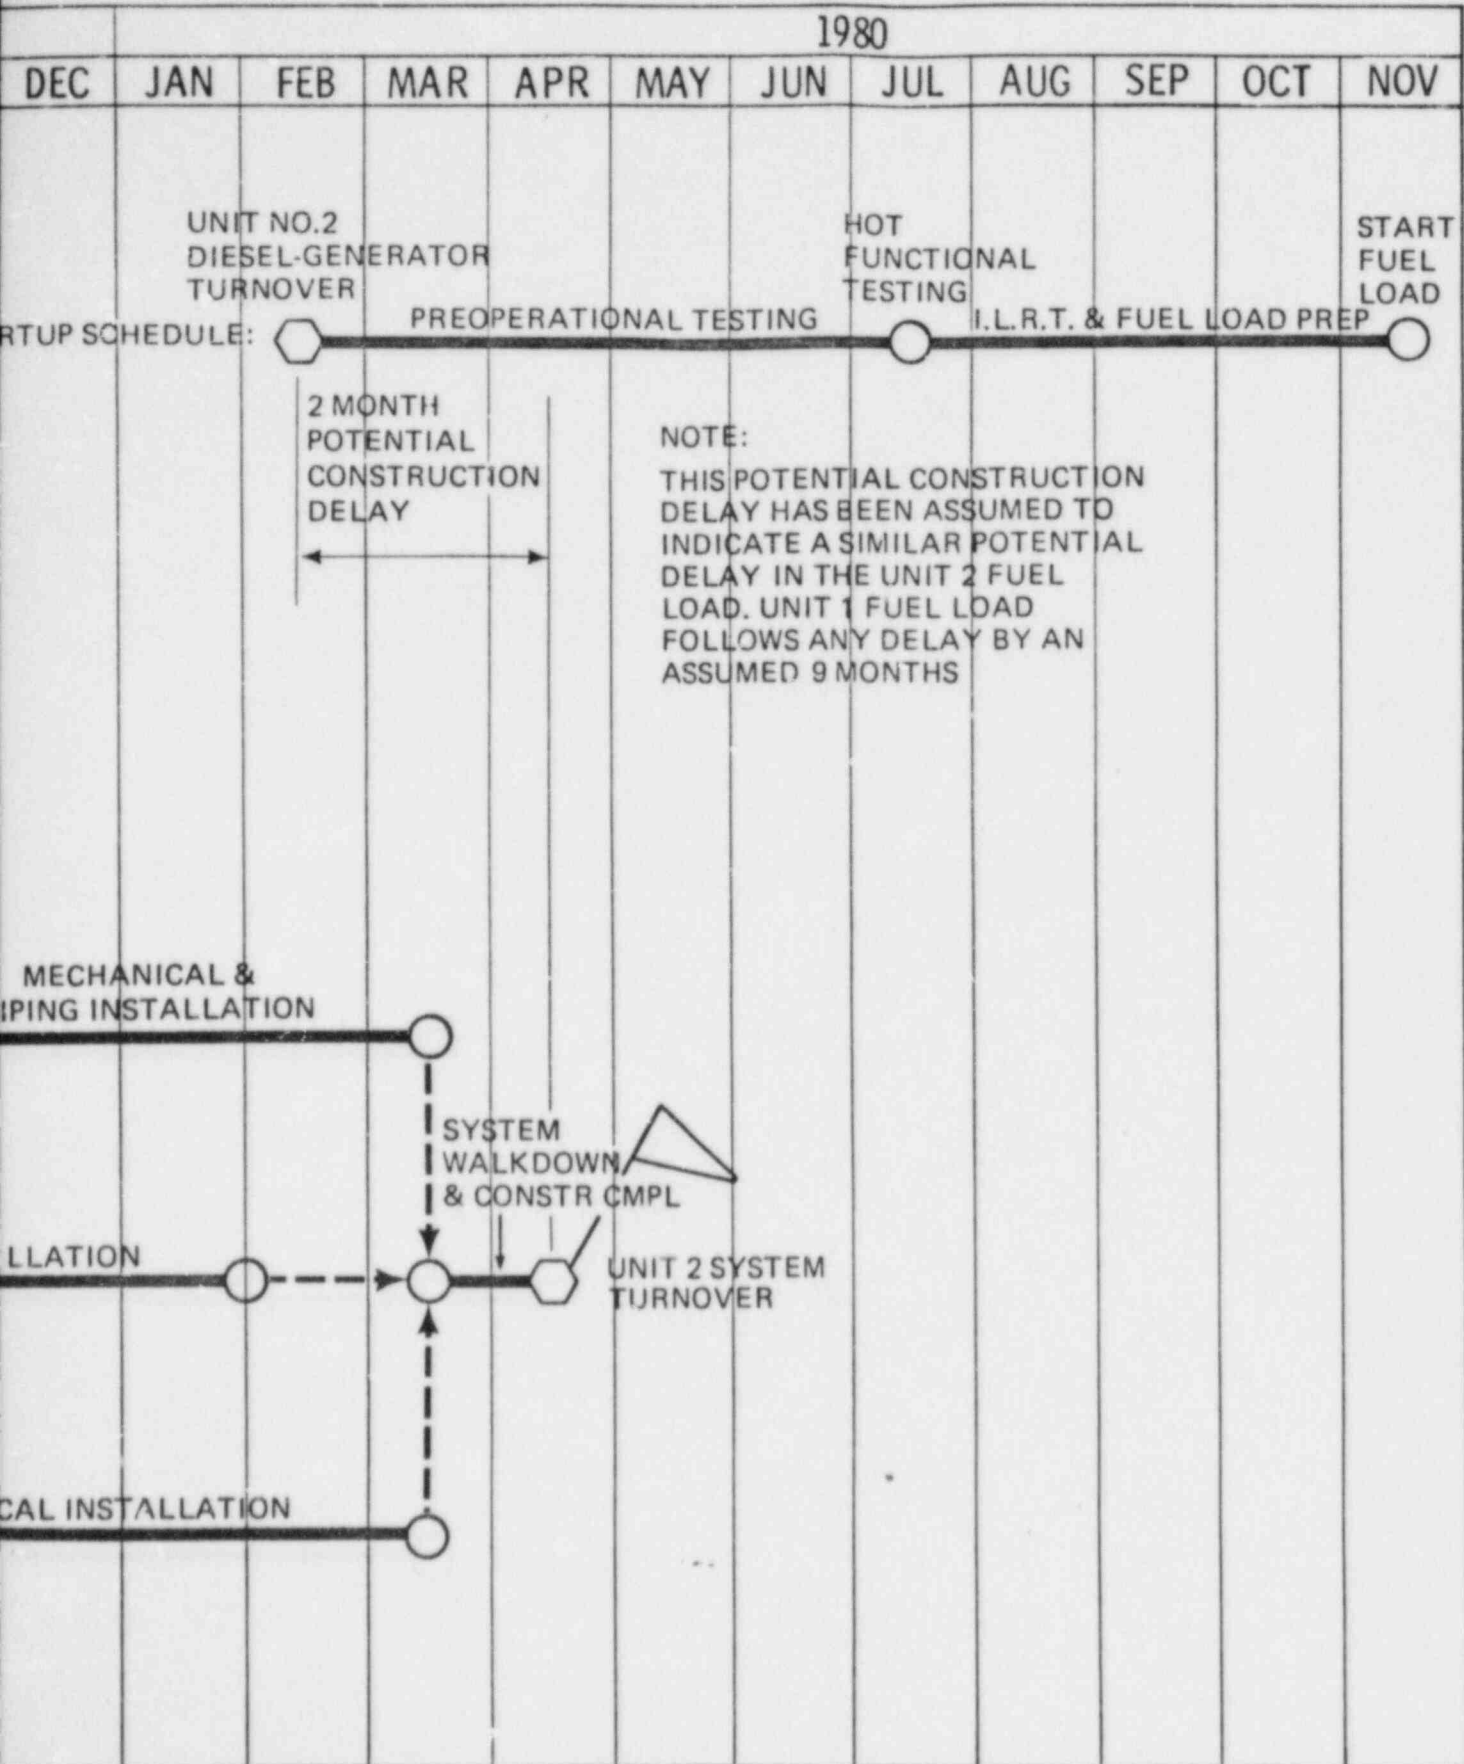 1980
DEC JAN FEB MAR APR MAY JUN JUL AUG SEP OCT NOV
UNIT NO.2
DIESEL-GENERATOR
TURNOVER
HOT
FUNCTIONAL
TESTING
START
FUEL
LOAD
RTUP SCHEDULE:
PREOPERATIONAL TESTING
I.L.R.T. & FUEL LOAD PREP
2 MONTH
POTENTIAL
CONSTRUCTION
DELAY
NOTE:
THIS POTENTIAL CONSTRUCTION
DELAY HAS BEEN ASSUMED TO
INDICATE A SIMILAR POTENTIAL
DELAY IN THE UNIT 2 FUEL
LOAD. UNIT 1 FUEL LOAD
FOLLOWS ANY DELAY BY AN
ASSUMED 9 MONTHS
MECHANICAL &
IPING INSTALLATION
SYSTEM
WALKDOWN
& CONSTR CMPL
LLATION
UNIT 2 SYSTEM
TURNOVER
CAL INSTALLATION